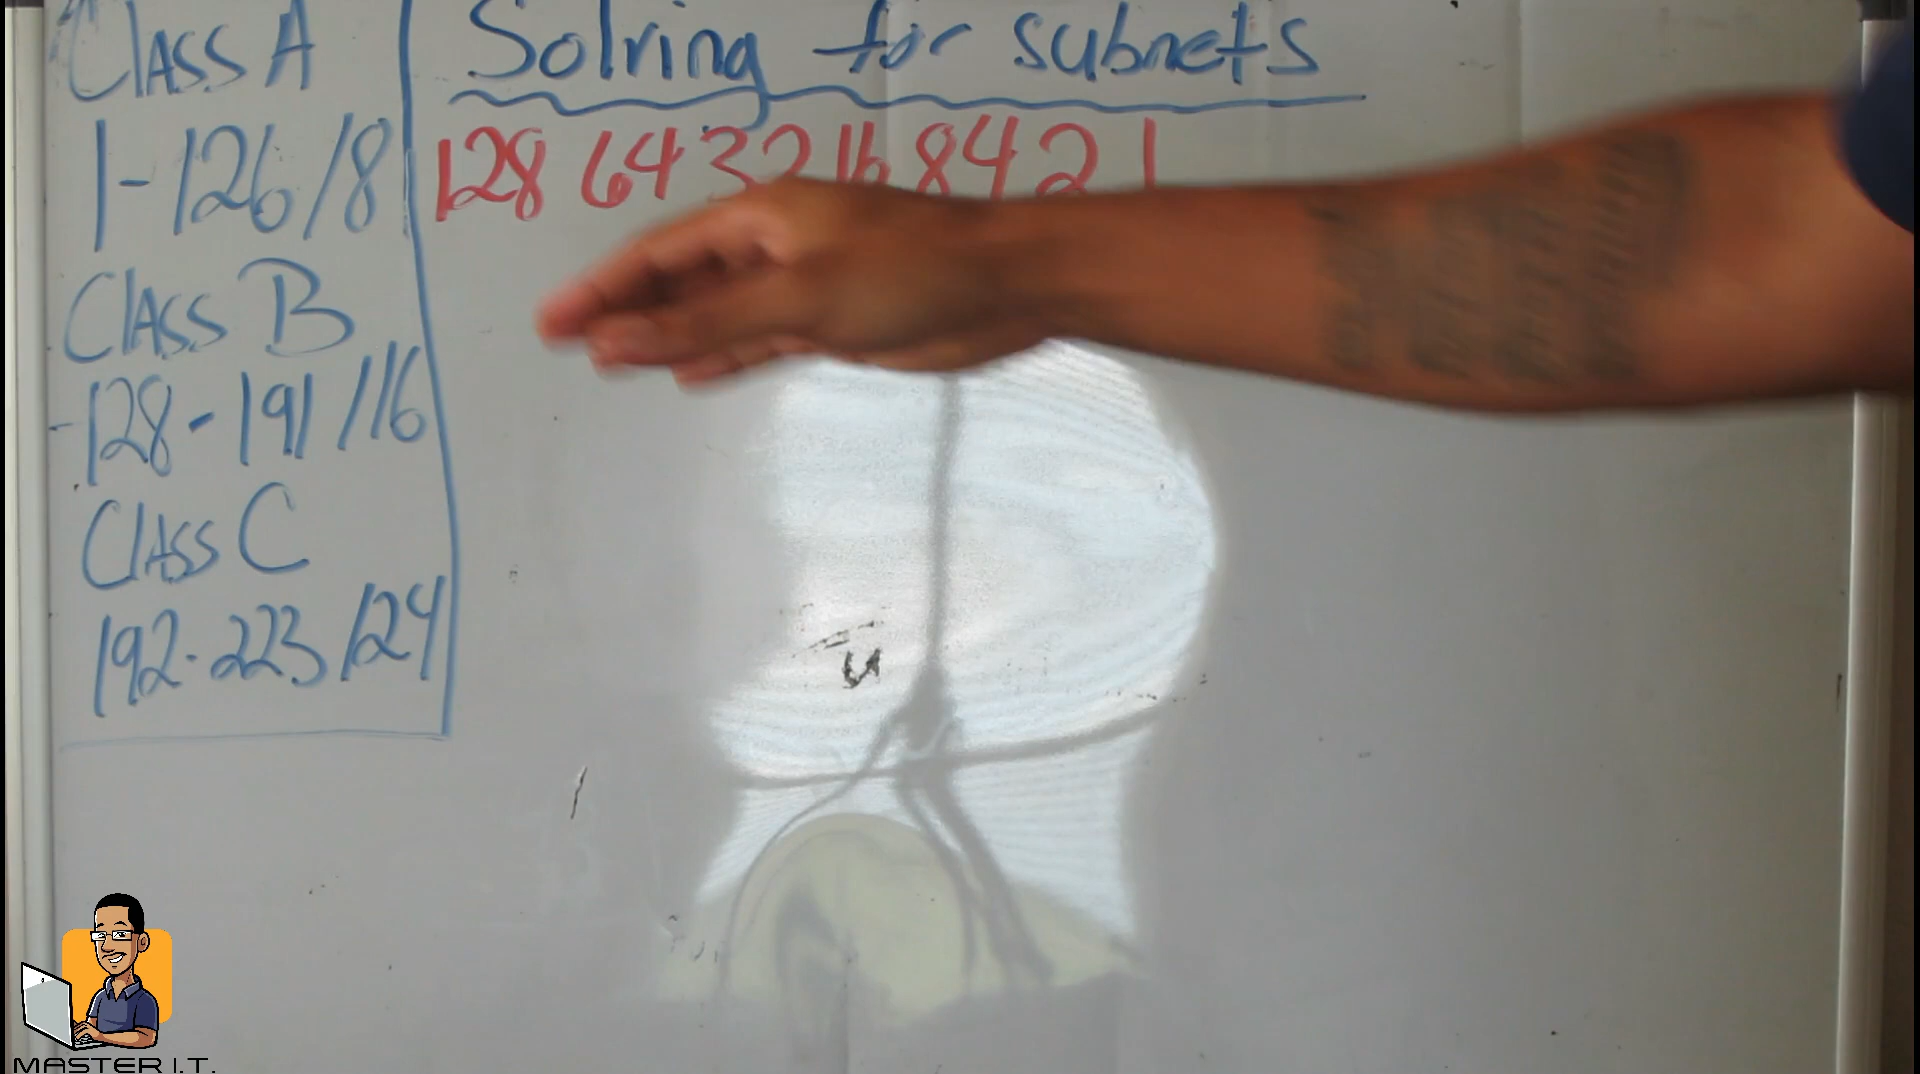 Class A
1-126/8
Class B
-128-191/16
Class C
192-223/24
Solving for subnets
128 64 32 16 8 4 2 1
MASTER I.T.